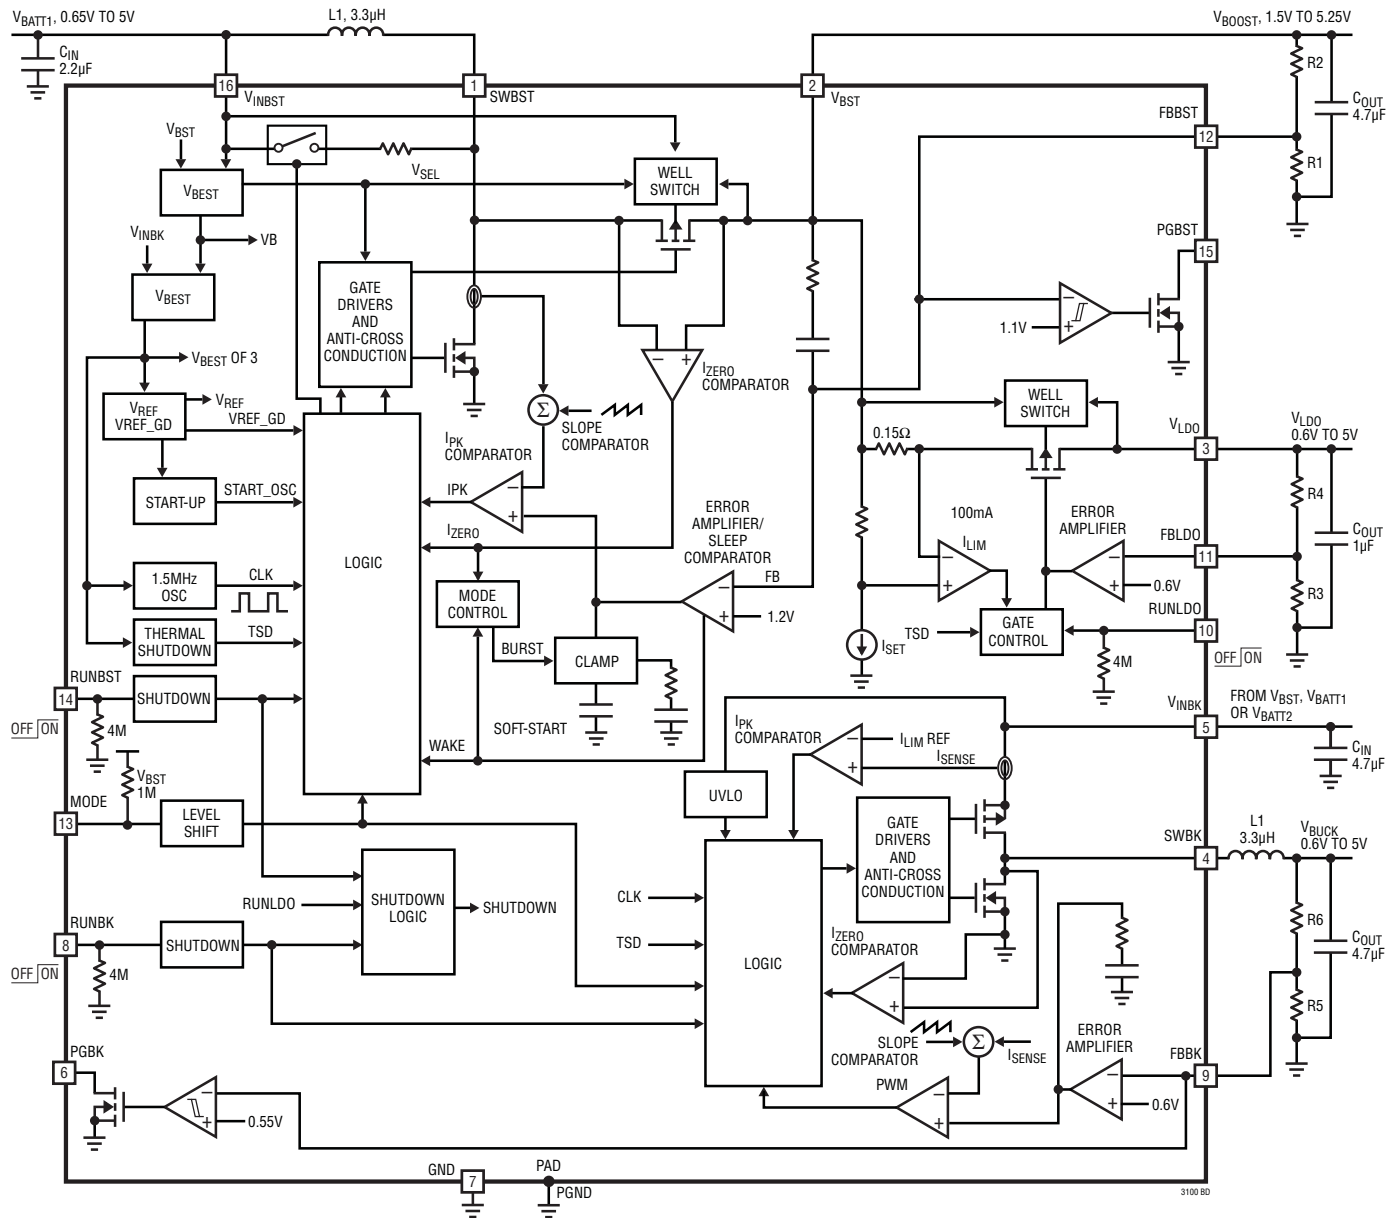 VBATT1, 0.65V TO 5V
L1, 3.3µH
VBOOST, 1.5V TO 5.25V
CIN
2.2µF
R2
COUT
4.7µF
R1
16
VINBST
1
SWBST
2
VBST
FBBST
12
VBST
VSEL
WELL
SWITCH
VBEST
VINBK
VB
PGBST
15
VBEST
GATE
DRIVERS
AND
ANTI-CROSS
CONDUCTION
1.1V
–
+
–
+
IZERO
COMPARATOR
VBEST OF 3
VREF
VREF_GD
VREF
VREF_GD
Σ
SLOPE
COMPARATOR
WELL
SWITCH
VLDO
3
VLDO
0.6V TO 5V
0.15Ω
IPK
COMPARATOR
START-UP
START_OSC
IPK
–
+
R4
COUT
1µF
R3
100mA
ILIM
–
+
ERROR
AMPLIFIER
–
+
0.6V
FBLDO
11
LOGIC
IZERO
ERROR
AMPLIFIER/
SLEEP
COMPARATOR
FB
–
+
1.2V
1.5MHz
OSC
CLK
MODE
CONTROL
THERMAL
SHUTDOWN
TSD
BURST
CLAMP
RUNLDO
10
OFF ON
TSD
GATE
CONTROL
4M
ISET
RUNBST
14
SHUTDOWN
OFF ON
4M
SOFT-START
WAKE
VBST
1M
MODE
13
LEVEL
SHIFT
VINBK
5
FROM VBST, VBATT1
OR VBATT2
CIN
4.7µF
IPK
COMPARATOR
–
+
ILIM REF
ISENSE
UVLO
GATE
DRIVERS
AND
ANTI-CROSS
CONDUCTION
SWBK
4
L1
3.3µH
VBUCK
0.6V TO 5V
R6
COUT
4.7µF
R5
SHUTDOWN
LOGIC
RUNLDO
SHUTDOWN
CLK
TSD
LOGIC
RUNBK
8
SHUTDOWN
OFF ON
4M
IZERO
COMPARATOR
–
+
SLOPE
COMPARATOR
Σ
ISENSE
ERROR
AMPLIFIER
–
+
0.6V
FBBK
9
PWM
–
+
PGBK
6
–
+
0.55V
GND
7
PAD
PGND
3100 BD